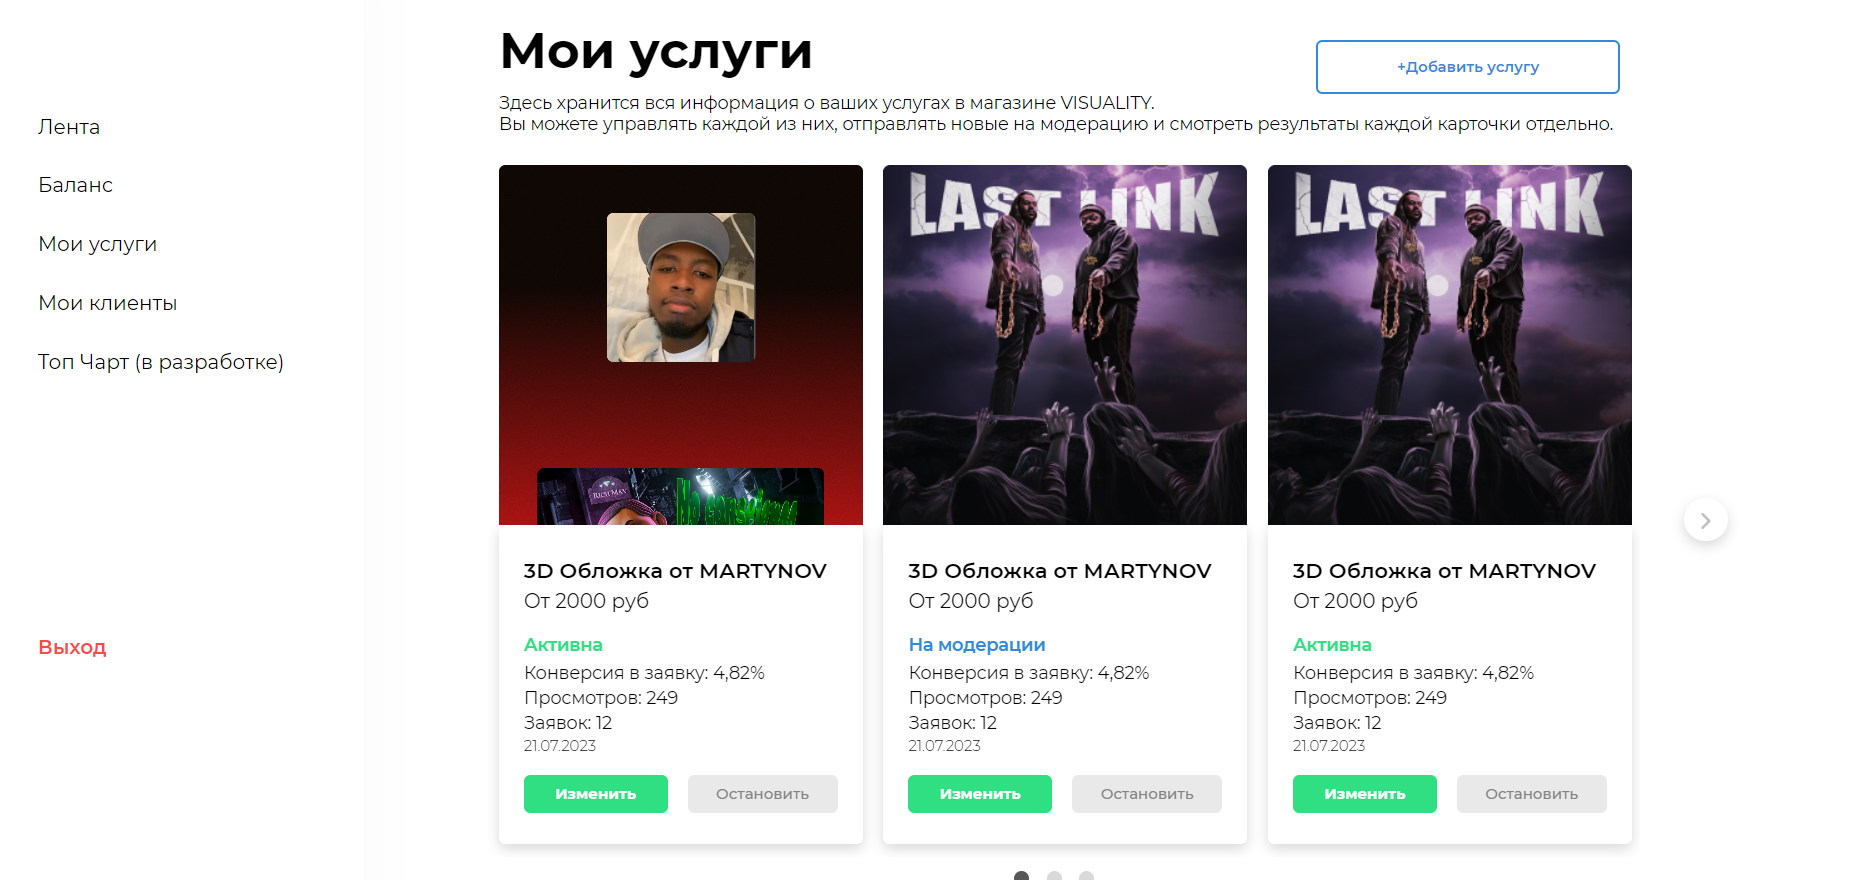 Мои услуги
+Добавить услугу
Здесь хранится вся информация о ваших услугах в магазине VISUALITY.
Вы можете управлять каждой из них, отправлять новые на модерацию и смотреть результаты каждой карточки отдельно.
Лента
Баланс
Мои услуги
Мои клиенты
Топ Чарт (в разработке)
Выход
RICH MAX
3D Обложка от MARTYNOV
От 2000 руб
Активна
Конверсия в заявку: 4,82%
Просмотров: 249
Заявок: 12
21.07.2023
Изменить
Остановить
LAST LINK
3D Обложка от MARTYNOV
От 2000 руб
На модерации
Конверсия в заявку: 4,82%
Просмотров: 249
Заявок: 12
21.07.2023
Изменить
Остановить
LAST LINK
3D Обложка от MARTYNOV
От 2000 руб
Активна
Конверсия в заявку: 4,82%
Просмотров: 249
Заявок: 12
21.07.2023
Изменить
Остановить